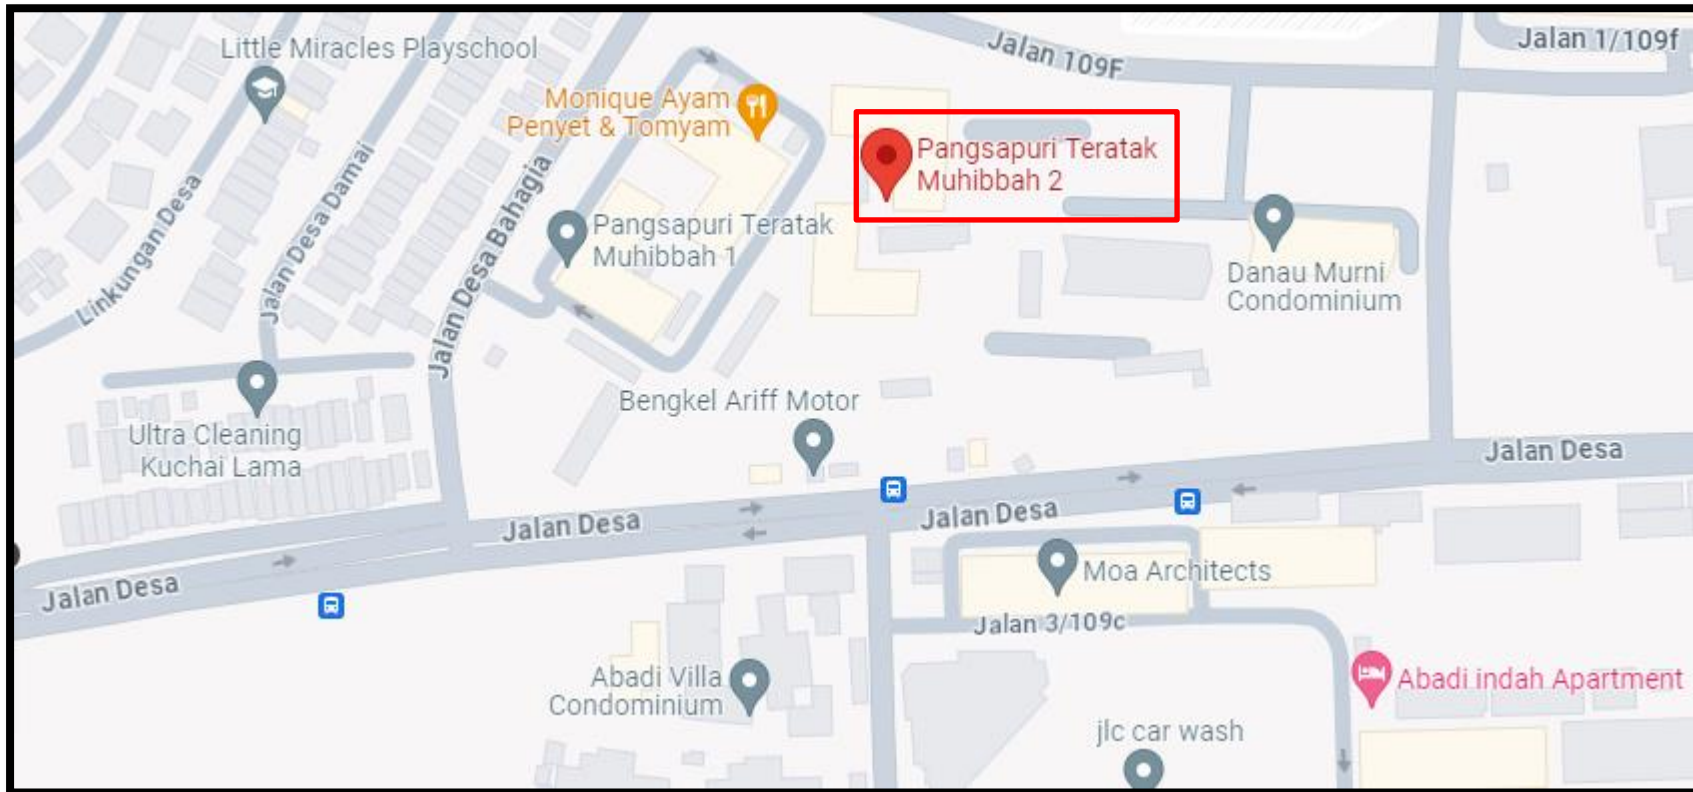 Little Miracles Playschool
Jalan 109F
Jalan 1/109f
Monique Ayam
Penyet & Tomyam
Pangsapuri Teratak
Muhibbah 2
Linkungan Desa
Jalan Desa Damai
Jalan Desa Bahagia
Pangsapuri Teratak
Muhibbah 1
Danau Murni
Condominium
Bengkel Ariff Motor
Ultra Cleaning
Kuchai Lama
Jalan Desa
Jalan Desa
Jalan Desa
Jalan Desa
Moa Architects
Jalan 3/109c
Abadi Villa
Condominium
Abadi indah Apartment
jlc car wash